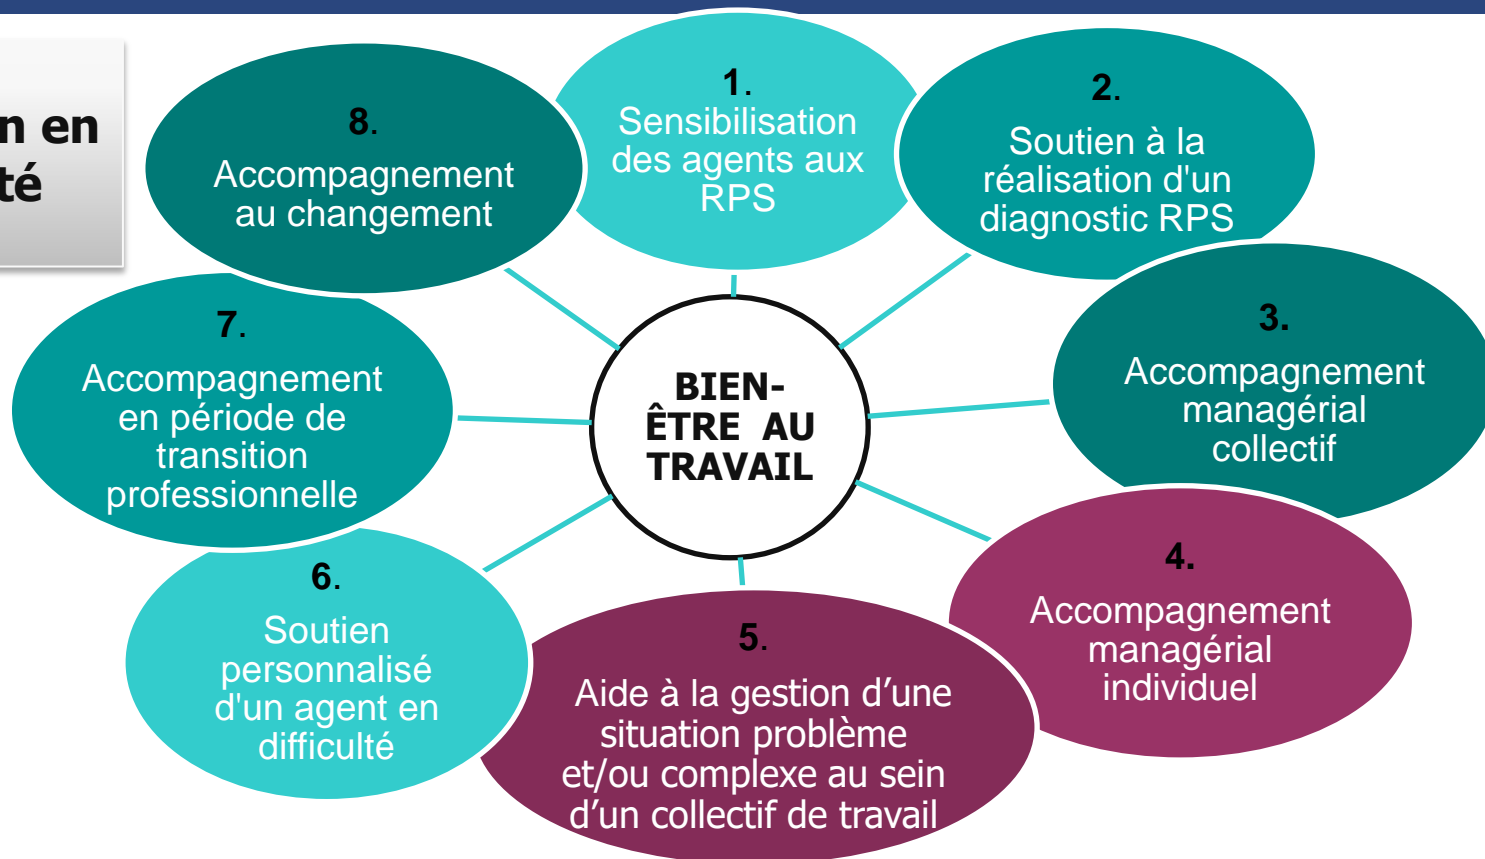 n en
té
1.
Sensibilisation
des agents aux
RPS
2.
Soutien à la
réalisation d'un
diagnostic RPS
3.
Accompagnement
managérial
collectif
4.
Accompagnement
managérial
individuel
5.
Aide à la gestion d’une
situation problème
et/ou complexe au sein
d’un collectif de travail
6.
Soutien
personnalisé
d'un agent en
difficulté
7.
Accompagnement
en période de
transition
professionnelle
8.
Accompagnement
au changement
BIEN-
ÊTRE AU
TRAVAIL